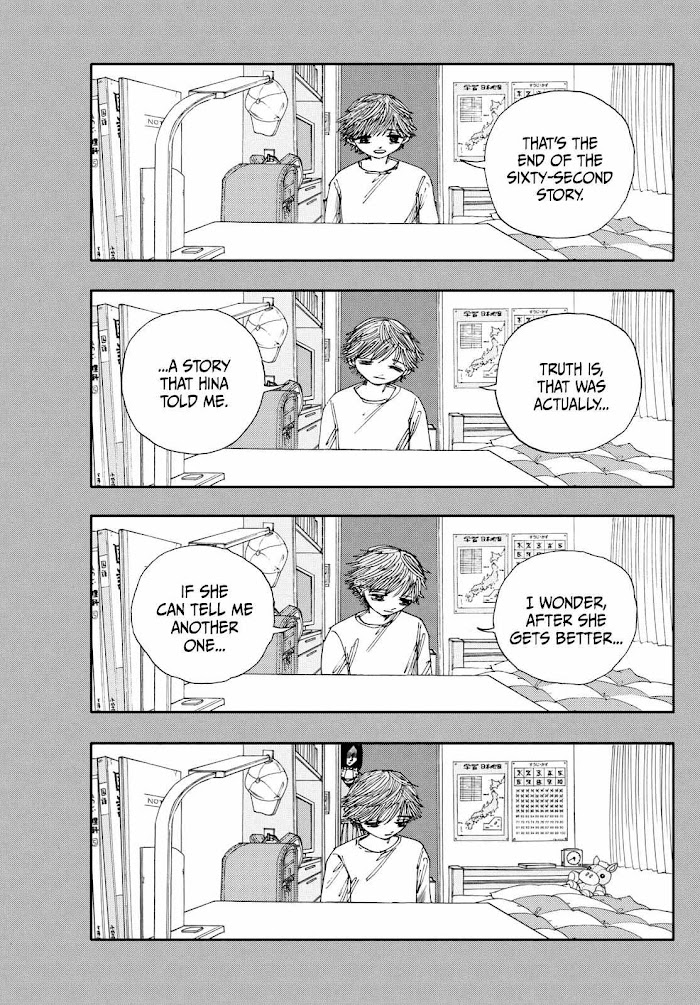 THAT'S THE
END OF THE
SIXTY-SECOND
STORY.
TRUTH IS,
THAT WAS
ACTUALLY...
...A STORY
THAT HINA
TOLD ME.
I WONDER,
AFTER SHE
GETS BETTER...
IF SHE
CAN TELL ME
ANOTHER
ONE...